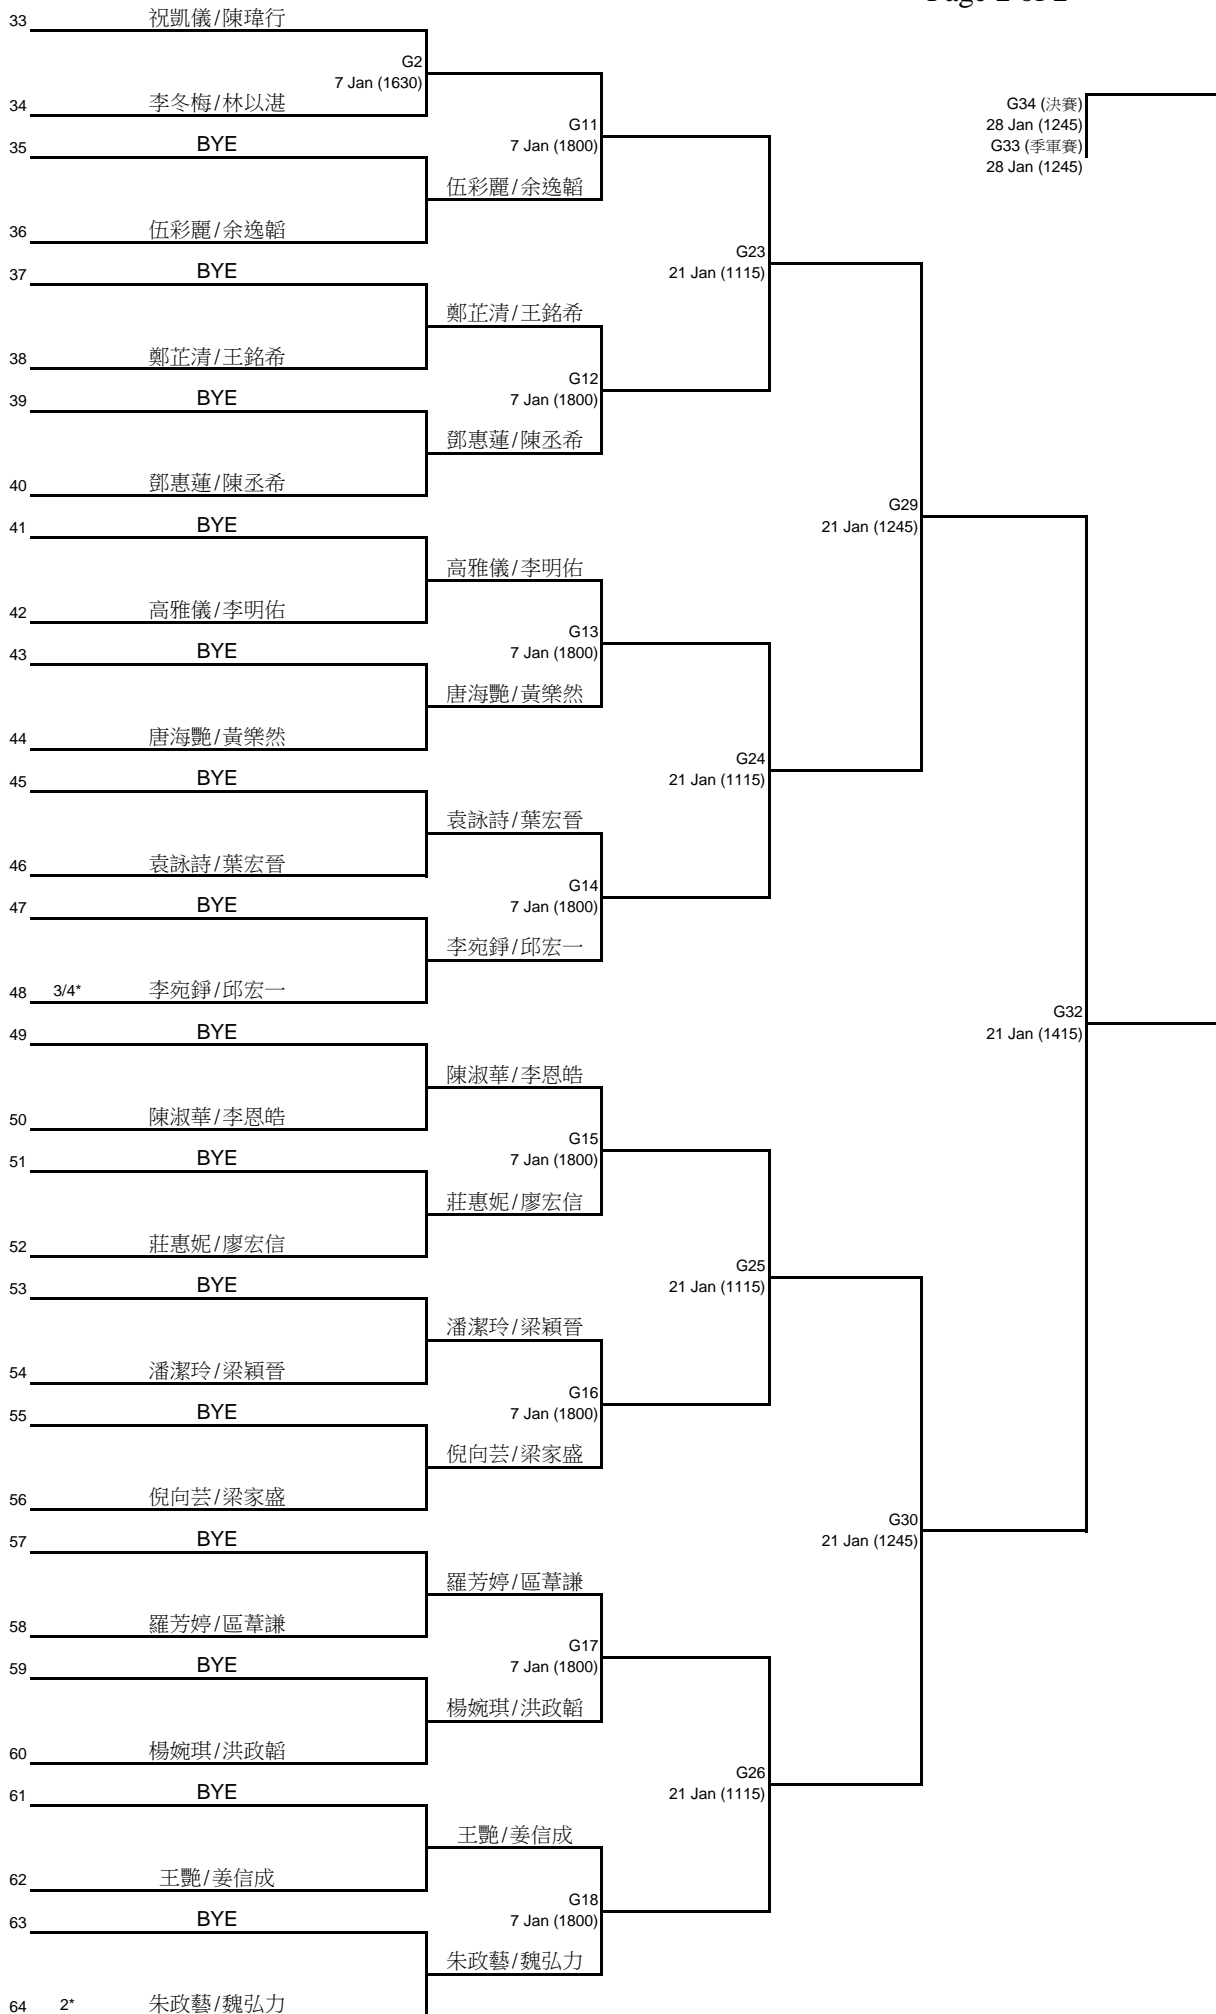 Page 2 of 2
33 祝凱儀/陳瑋行
G2
7 Jan (1630)
34 李冬梅/林以湛
G34 (決賽)
28 Jan (1245)
G33 (季軍賽)
28 Jan (1245)
G11
7 Jan (1800)
35 BYE
伍彩麗/余逸韜
36 伍彩麗/余逸韜
G23
21 Jan (1115)
37 BYE
鄭芷清/王銘希
38 鄭芷清/王銘希
G12
7 Jan (1800)
39 BYE
鄧惠蓮/陳丞希
40 鄧惠蓮/陳丞希
G29
21 Jan (1245)
41 BYE
高雅儀/李明佑
42 高雅儀/李明佑
G13
7 Jan (1800)
43 BYE
唐海艷/黃樂然
44 唐海艷/黃樂然
G24
21 Jan (1115)
45 BYE
袁詠詩/葉宏晉
46 袁詠詩/葉宏晉
G14
7 Jan (1800)
47 BYE
李宛錚/邱宏一
48 3/4* 李宛錚/邱宏一
G32
21 Jan (1415)
49 BYE
陳淑華/李恩皓
50 陳淑華/李恩皓
G15
7 Jan (1800)
51 BYE
莊惠妮/廖宏信
52 莊惠妮/廖宏信
G25
21 Jan (1115)
53 BYE
潘潔玲/梁穎晉
54 潘潔玲/梁穎晉
G16
7 Jan (1800)
55 BYE
倪向芸/梁家盛
56 倪向芸/梁家盛
G30
21 Jan (1245)
57 BYE
羅芳婷/區葦謙
58 羅芳婷/區葦謙
G17
7 Jan (1800)
59 BYE
楊婉琪/洪政韜
60 楊婉琪/洪政韜
G26
21 Jan (1115)
61 BYE
王艷/姜信成
62 王艷/姜信成
G18
7 Jan (1800)
63 BYE
朱政藝/魏弘力
64 2* 朱政藝/魏弘力